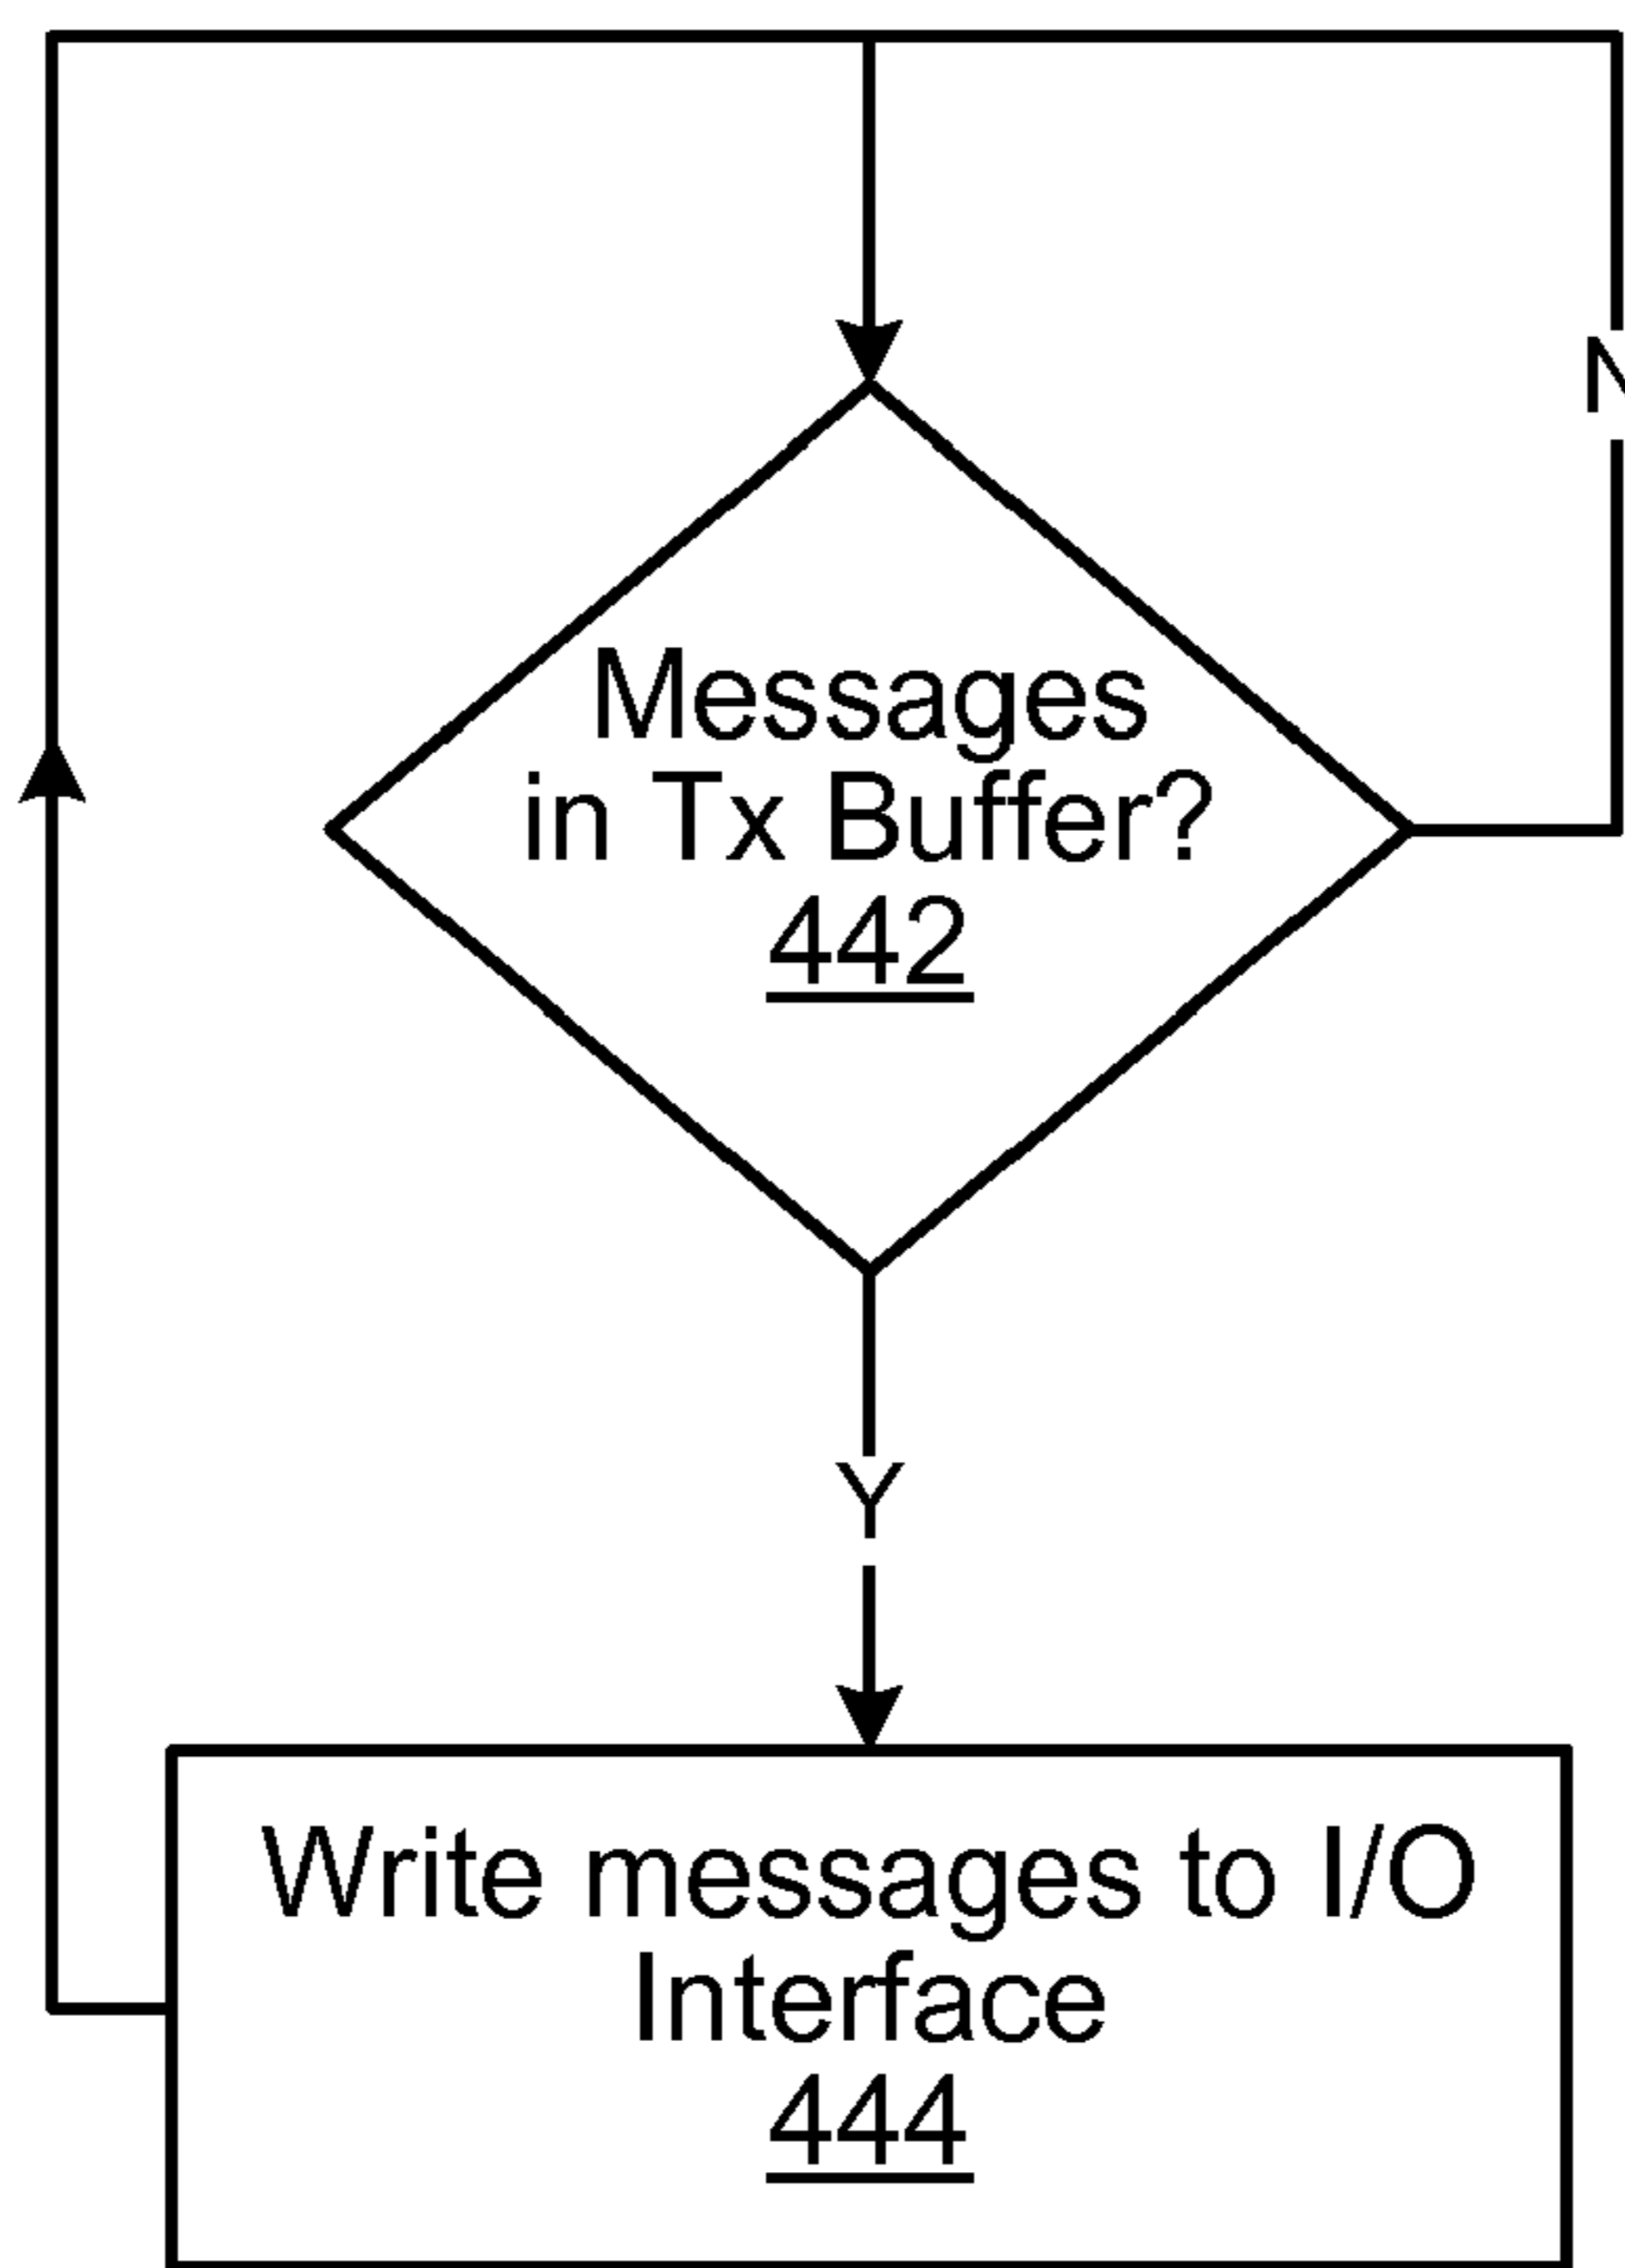 N
Messages
in Tx Buffer?
442
Y
Write messages to I/O
Interface
444